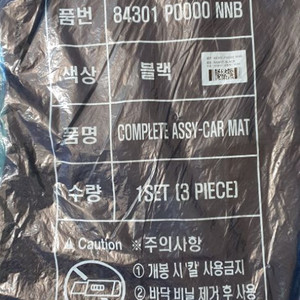 품번 84301 P0000 NNB
색상 블랙
품명 COMPLETE ASSY-CAR MAT
수량 1SET (3 PIECE)
⚠ Caution ※주의사항
① 개봉 시 '칼' 사용금지
② 바닥 비닐 제거 후 사용